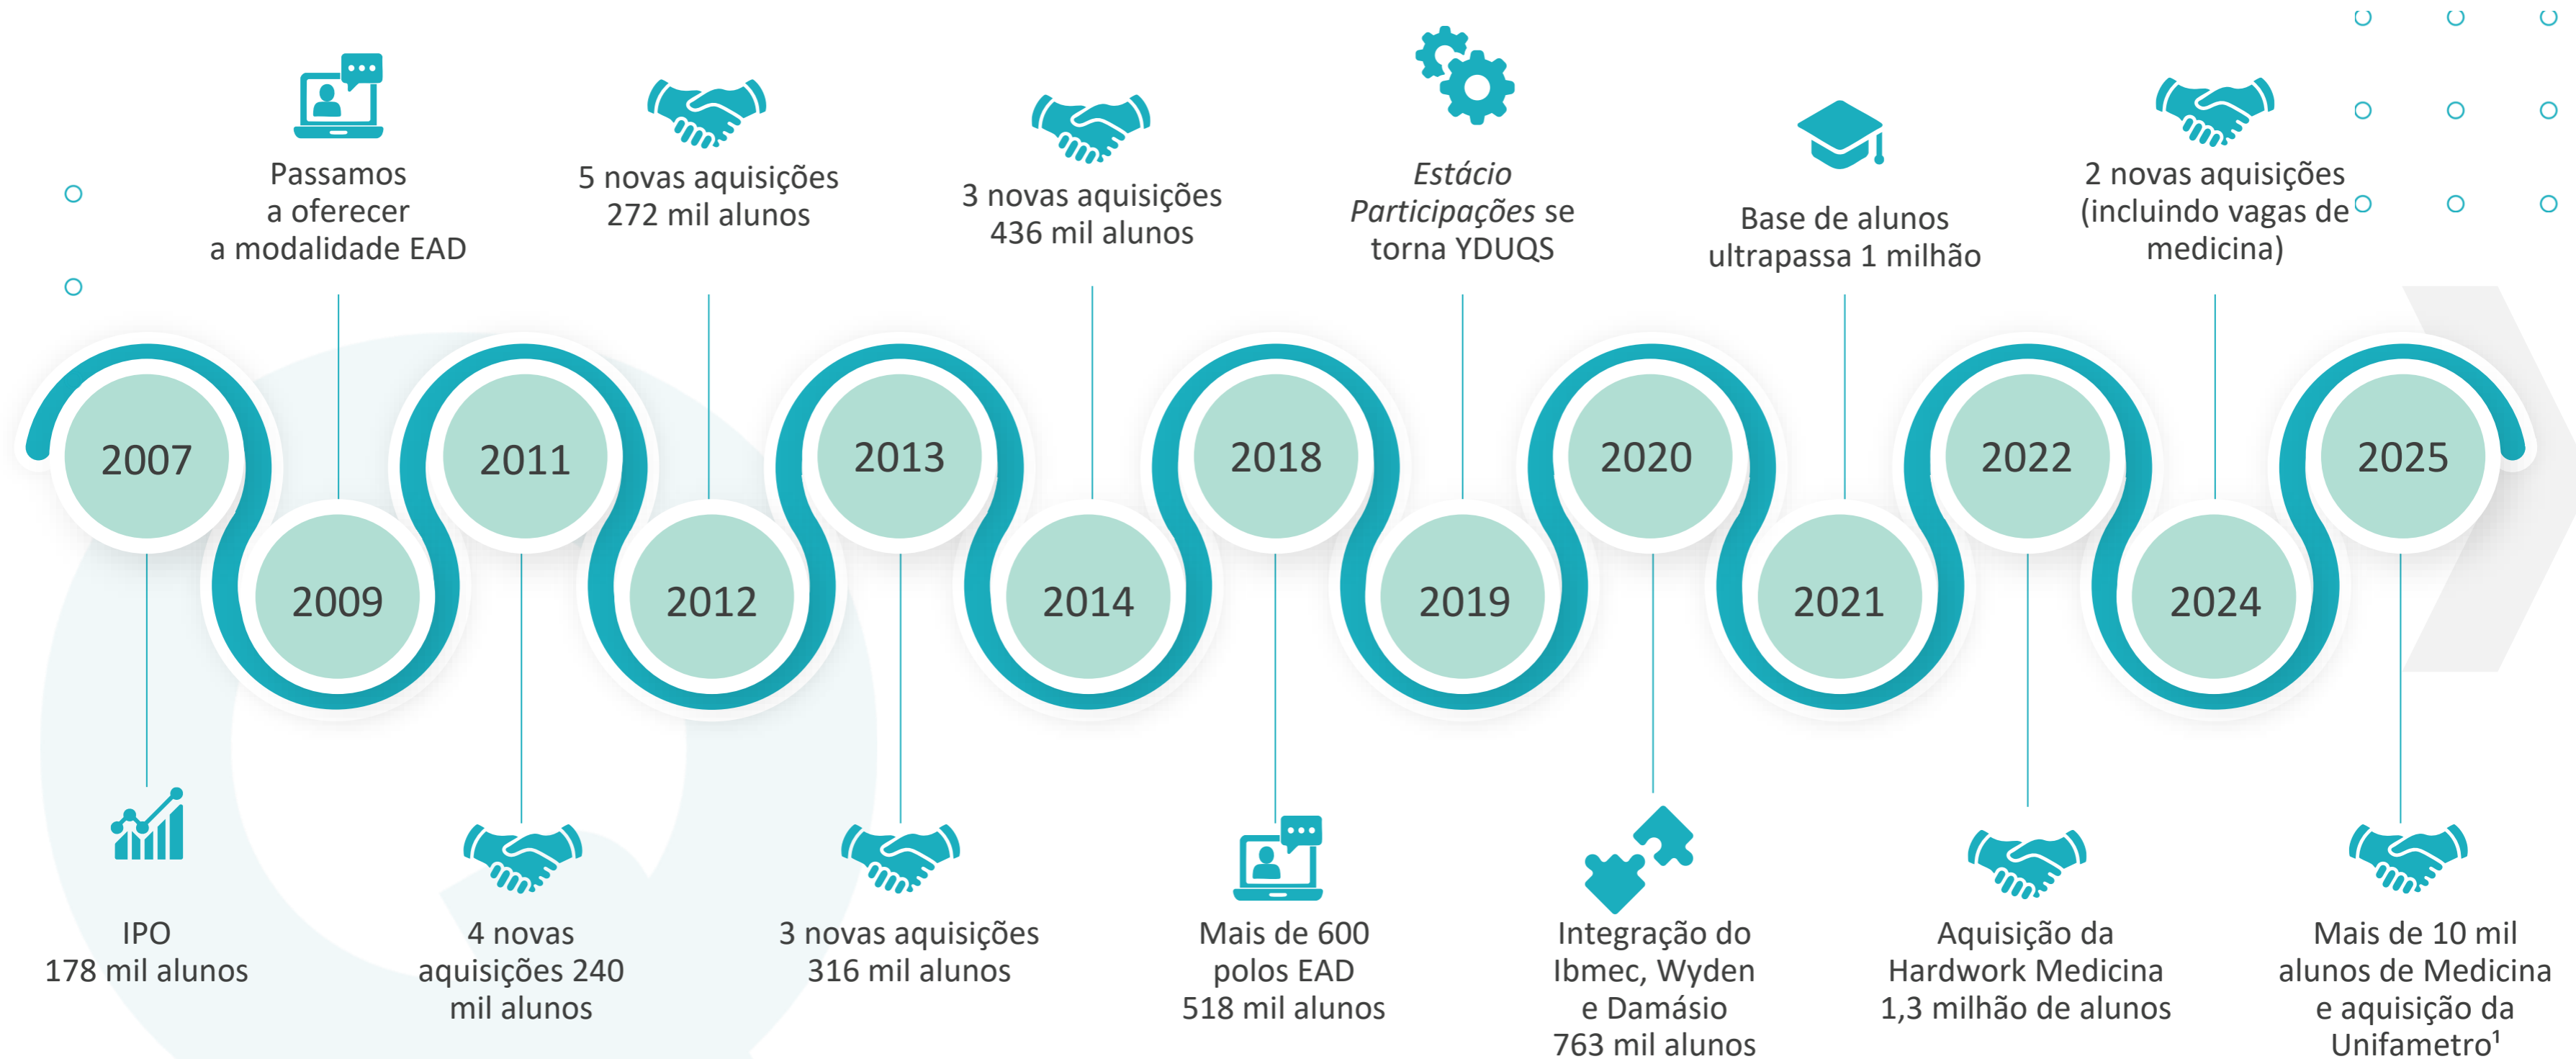 Passamos
a oferecer
a modalidade EAD
5 novas aquisições
272 mil alunos
3 novas aquisições
436 mil alunos
Estácio
Participações se
torna YDUQS
Base de alunos
ultrapassa 1 milhão
2 novas aquisições
(incluindo vagas de
medicina)
2007
2009
2011
2012
2013
2014
2018
2019
2020
2021
2022
2024
2025
IPO
178 mil alunos
4 novas
aquisições 240
mil alunos
3 novas aquisições
316 mil alunos
Mais de 600
polos EAD
518 mil alunos
Integração do
Ibmec, Wyden
e Damásio
763 mil alunos
Aquisição da
Hardwork Medicina
1,3 milhão de alunos
Mais de 10 mil
alunos de Medicina
e aquisição da
Unifametro¹